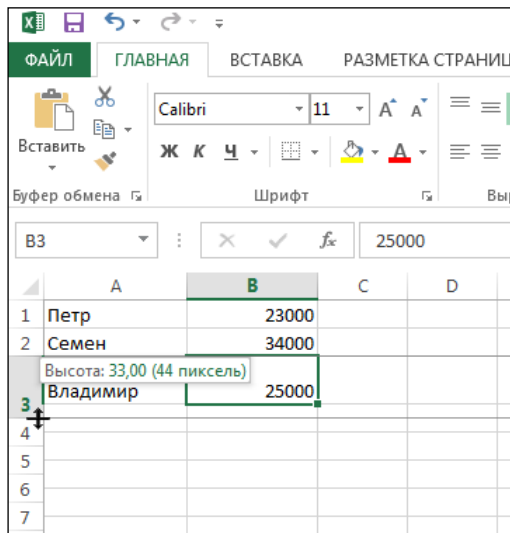 ФАЙЛ ГЛАВНАЯ ВСТАВКА РАЗМЕТКА СТРАНИЦ
Calibri 11 A A
Вставить
Ж К Ч А
Буфер обмена Шрифт Выр
B3 fx 25000
A B C D
1 Петр 23000
2 Семен 34000
Высота: 33,00 (44 пиксель)
3 Владимир 25000
4
5
6
7